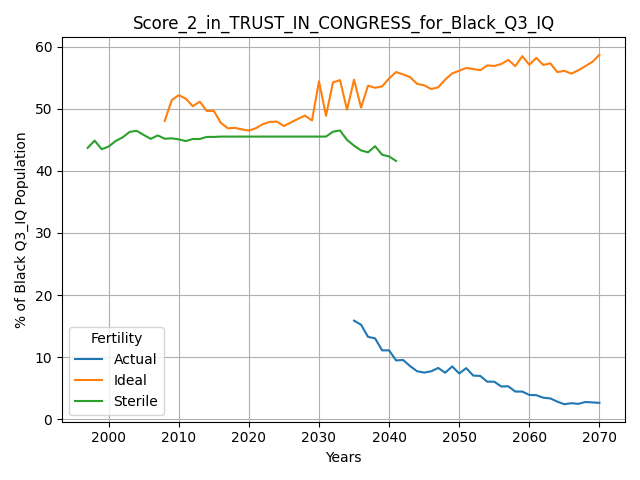 Score_2_in_TRUST_IN_CONGRESS_for_Black_Q3_IQ
% of Black Q3_IQ Population
60
50
40
30
20
10
0
Fertility
Actual
Ideal
Sterile
2000 2010 2020 2030 2040 2050 2060 2070
Years